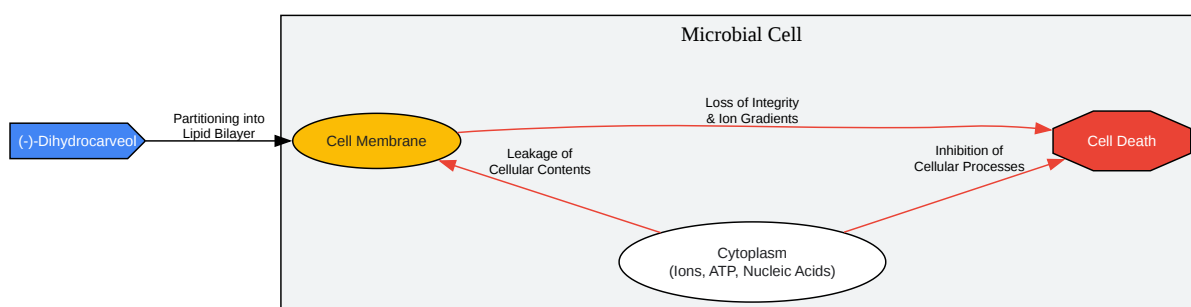 Microbial Cell
(-)-Dihydrocarveol
Partitioning into
Lipid Bilayer
Cell Membrane
Loss of Integrity
& Ion Gradients
Leakage of
Cellular Contents
Inhibition of
Cellular Processes
Cell Death
Cytoplasm
(Ions, ATP, Nucleic Acids)